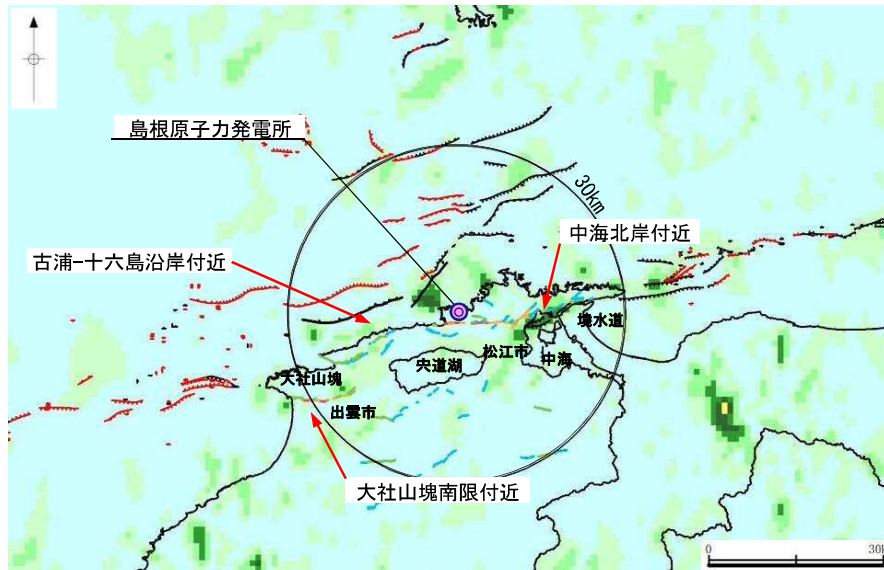 島根原子力発電所
30km
中海北岸付近
古浦−十六島沿岸付近
境水道
松江市
中海
宍道湖
大社山塊
出雲市
大社山塊南限付近
0
30k